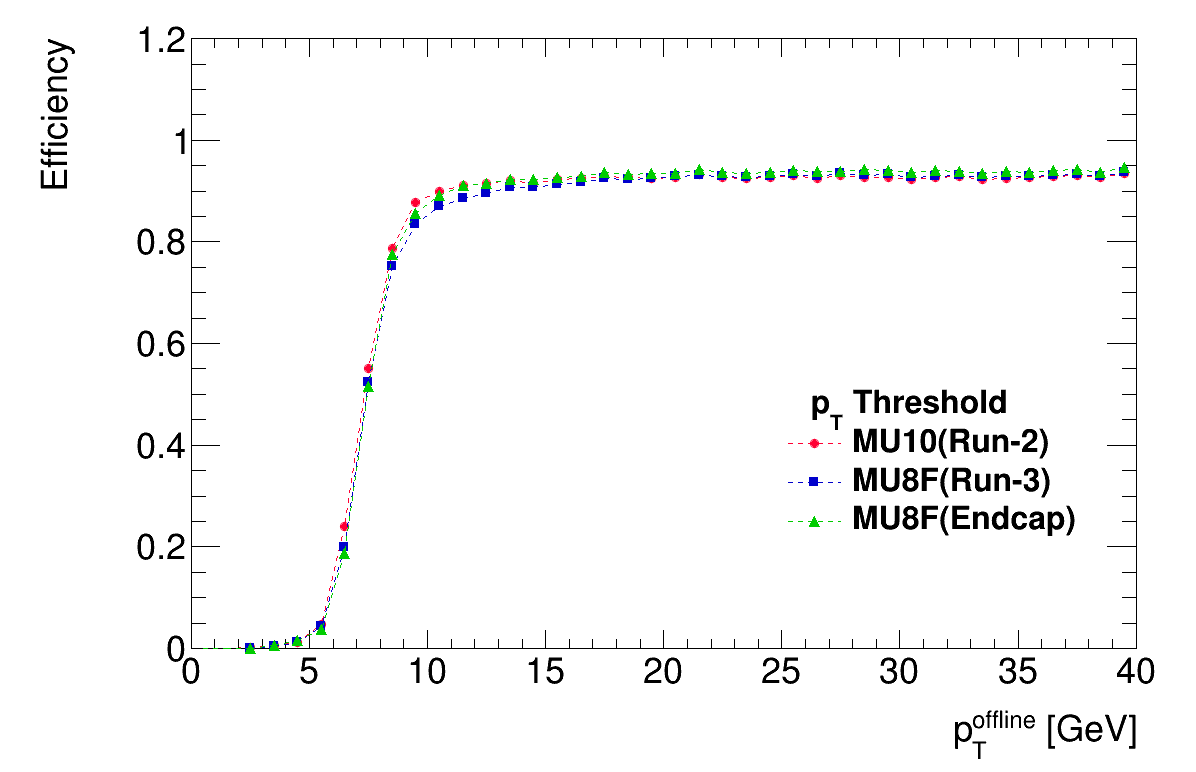 Efficiency
1.2
1
0.8
0.6
0.4
0.2
0
p_T Threshold
MU10(Run-2)
MU8F(Run-3)
MU8F(Endcap)
0 5 10 15 20 25 30 35 40
p_T^offline [GeV]